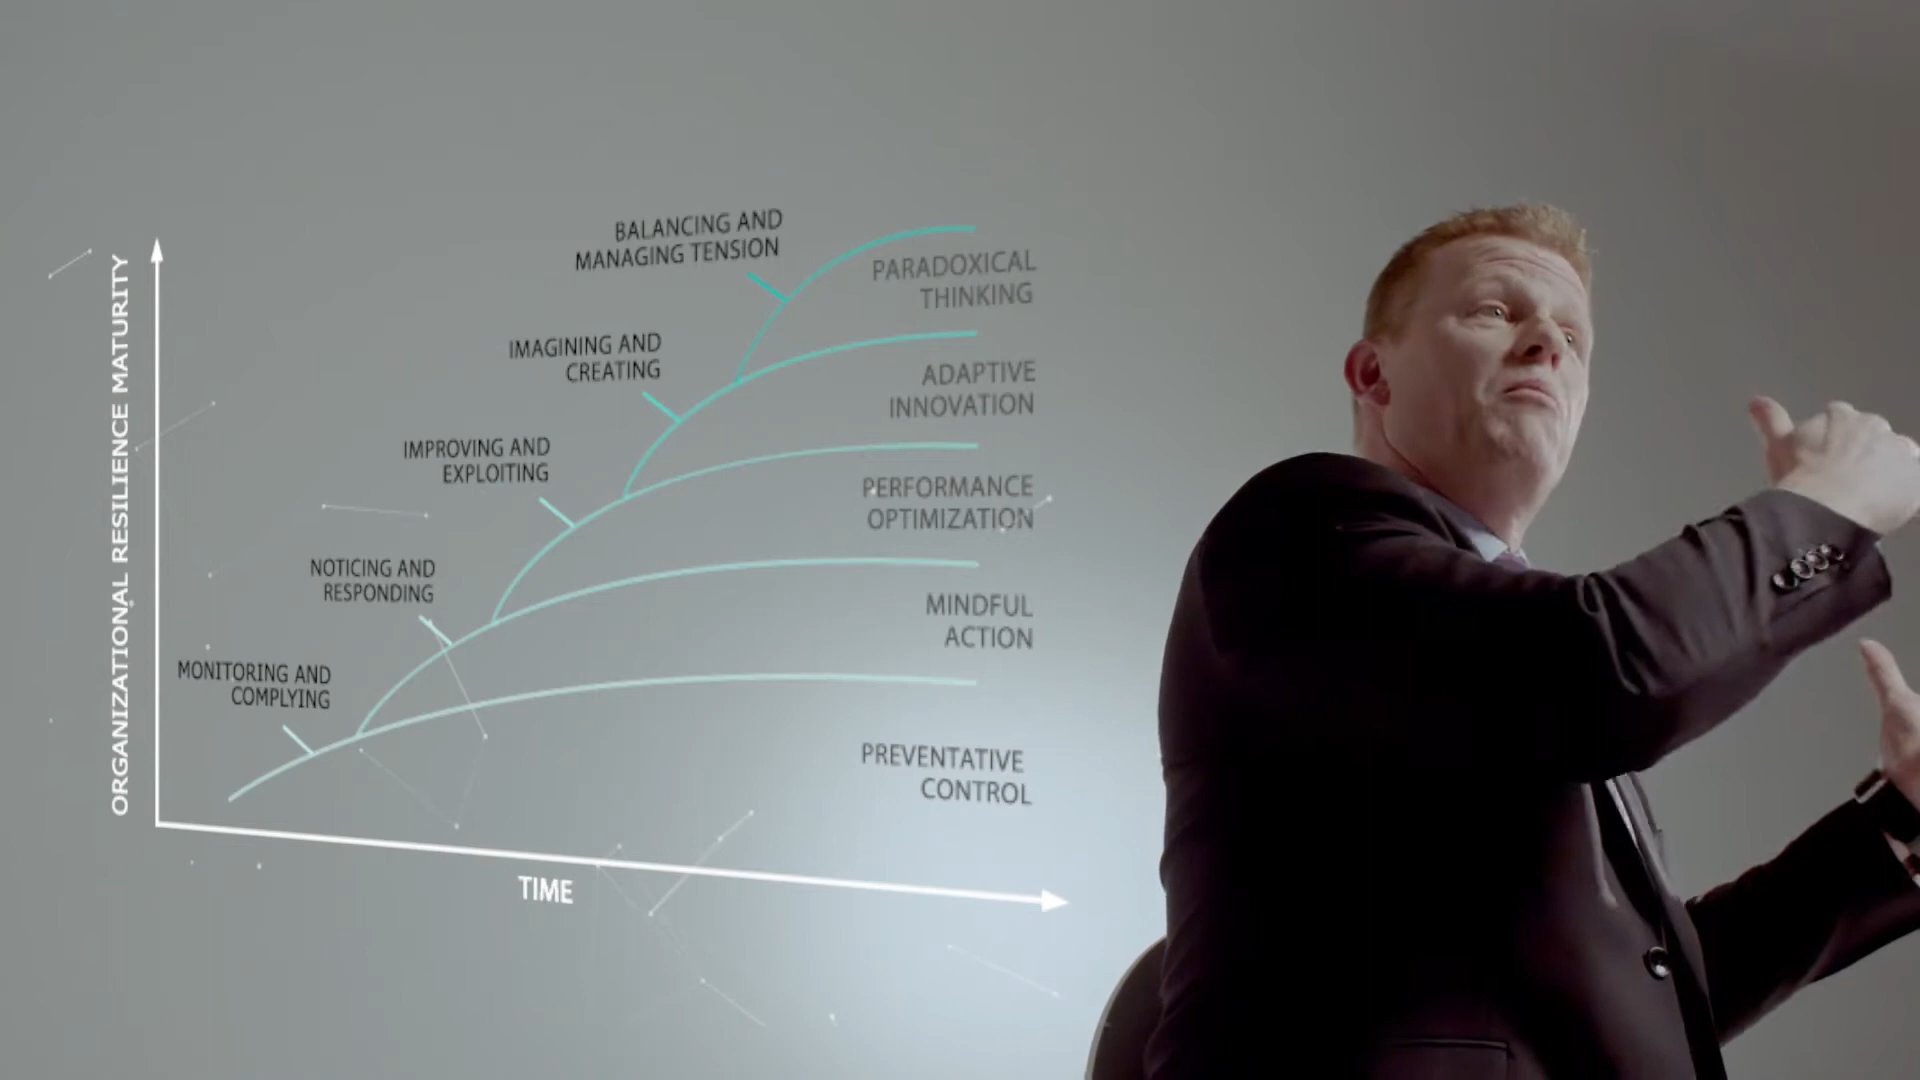 BALANCING AND
MANAGING TENSION
PARADOXICAL
THINKING
IMAGINING AND
CREATING
ADAPTIVE
INNOVATION
IMPROVING AND
EXPLOITING
PERFORMANCE
OPTIMIZATION
NOTICING AND
RESPONDING
MINDFUL
ACTION
MONITORING AND
COMPLYING
PREVENTATIVE
CONTROL
ORGANIZATIONAL RESILIENCE MATURITY
TIME